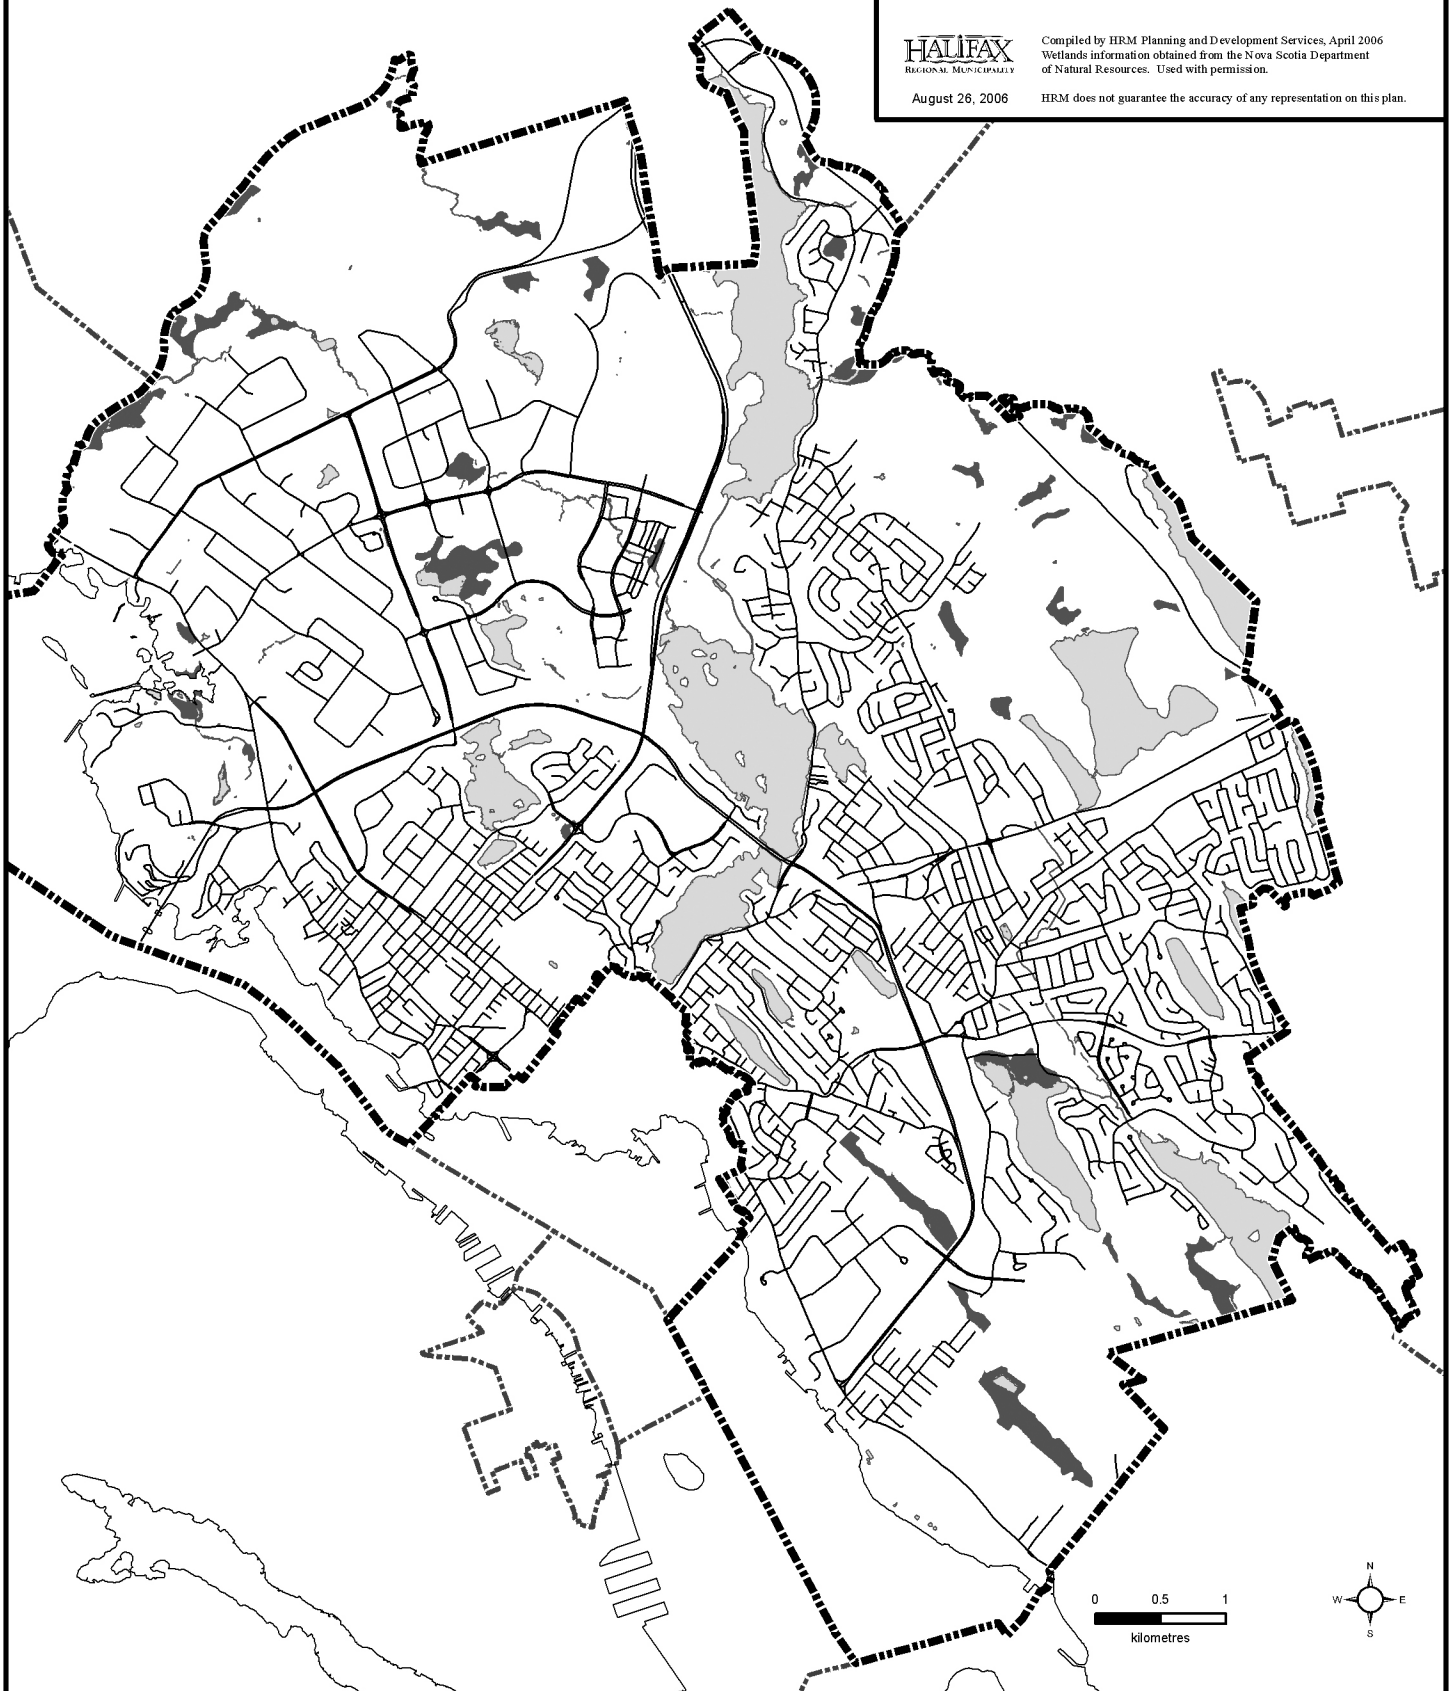 HALIFAX
REGIONAL MUNICIPALITY
August 26, 2006
Compiled by HRM Planning and Development Services, April 2006
Wetlands information obtained from the Nova Scotia Department
of Natural Resources. Used with permission.
HRM does not guarantee the accuracy of any representation on this plan.
0 0.5 1
kilometres
N
W E
S